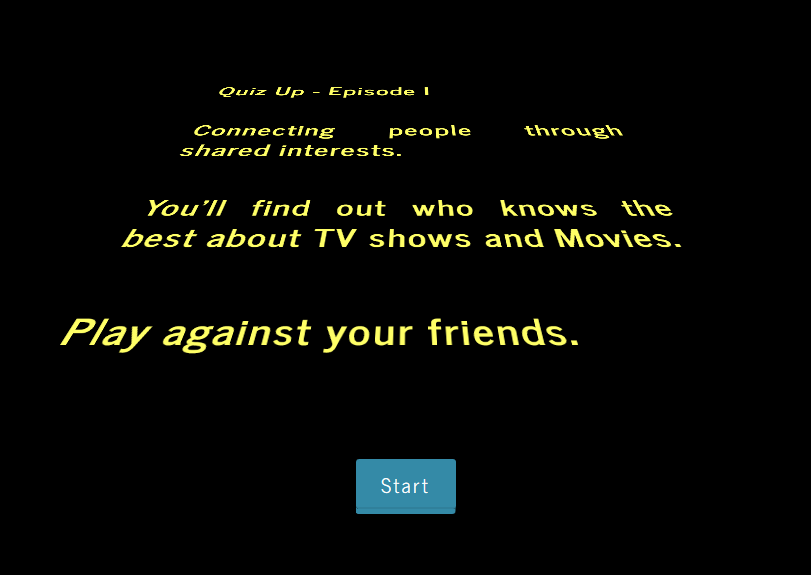 Quiz Up - Episode I
Connecting people through
shared interests.
You'll find out who knows the
best about TV shows and Movies.
Play against your friends.
Start